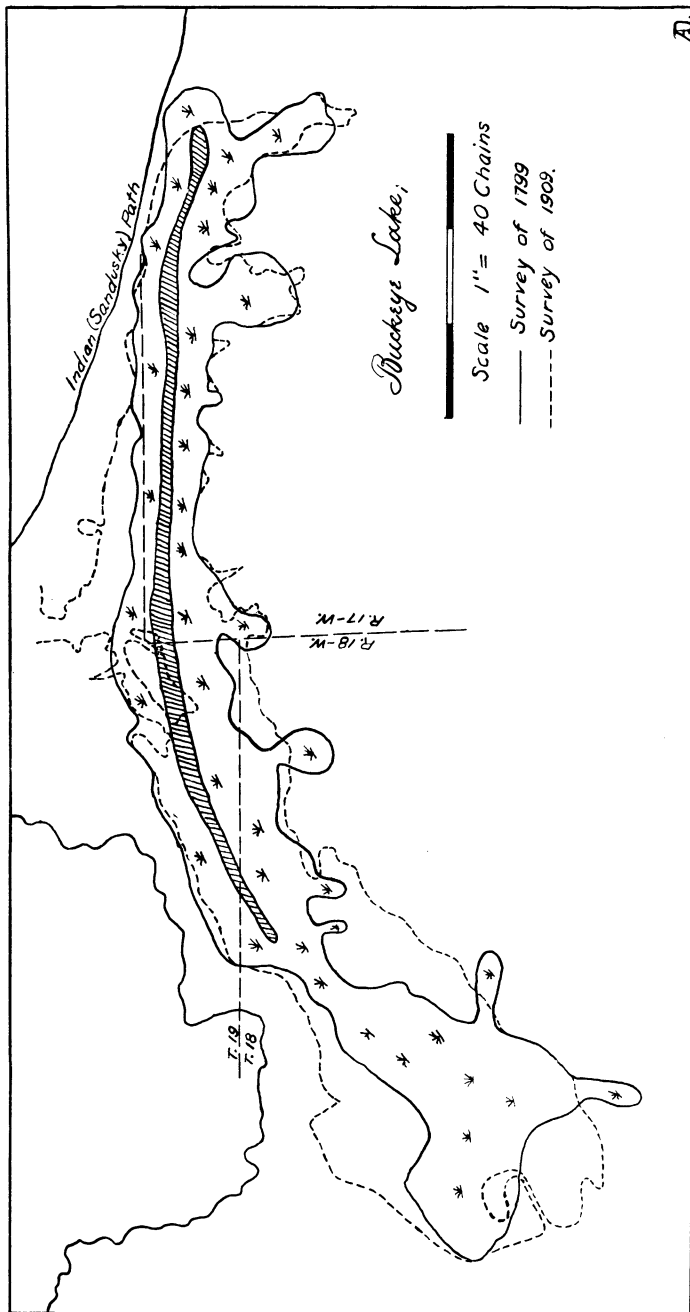 Indian (Sandusky) Path
Buckeye Lake;
Scale 1" = 40 Chains
Survey of 1799
Survey of 1909.
R.17-W.
R.18-W.
T.19
T.18